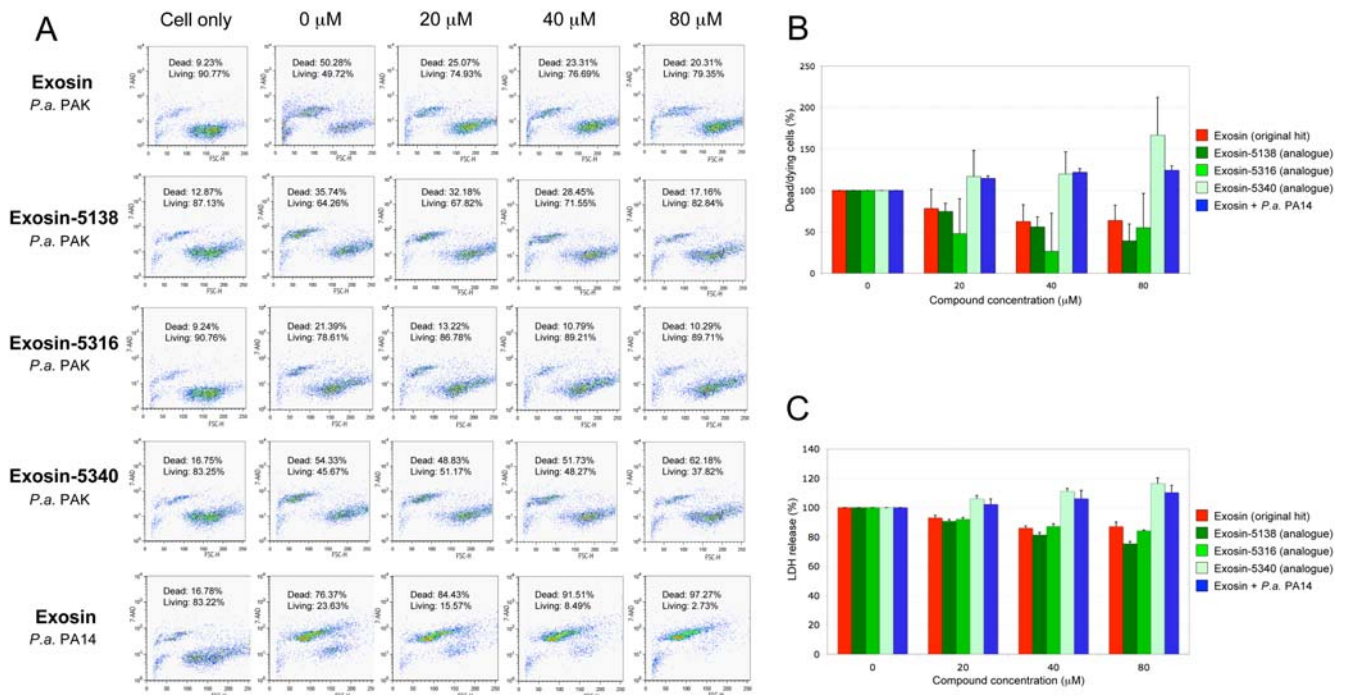 A
Cell only
0 μM
20 μM
40 μM
80 μM
Exosin
P.a. PAK
Dead: 9.23%
Living: 90.77%
Dead: 50.28%
Living: 49.72%
Dead: 25.07%
Living: 74.93%
Dead: 23.31%
Living: 76.69%
Dead: 20.31%
Living: 79.35%
Exosin-5138
P.a. PAK
Dead: 12.87%
Living: 87.13%
Dead: 35.74%
Living: 64.26%
Dead: 32.18%
Living: 67.82%
Dead: 28.45%
Living: 71.55%
Dead: 17.16%
Living: 82.84%
Exosin-5316
P.a. PAK
Dead: 9.24%
Living: 90.76%
Dead: 21.39%
Living: 78.61%
Dead: 13.22%
Living: 86.78%
Dead: 10.79%
Living: 89.21%
Dead: 10.29%
Living: 89.71%
Exosin-5340
P.a. PAK
Dead: 16.75%
Living: 83.25%
Dead: 54.33%
Living: 45.67%
Dead: 48.83%
Living: 51.17%
Dead: 51.73%
Living: 48.27%
Dead: 62.18%
Living: 37.82%
Exosin
P.a. PA14
Dead: 16.78%
Living: 83.22%
Dead: 76.37%
Living: 23.63%
Dead: 84.43%
Living: 15.57%
Dead: 91.51%
Living: 8.49%
Dead: 97.27%
Living: 2.73%
7-AAD
FSC-H
0 50 100 150 200 250
B
Dead/dying cells (%)
250
200
150
100
50
0
0 20 40 80
Compound concentration (μM)
Exosin (original hit)
Exosin-5138 (analogue)
Exosin-5316 (analogue)
Exosin-5340 (analogue)
Exosin + P.a. PA14
C
LDH release (%)
140
120
100
80
60
40
20
0
0 20 40 80
Compound concentration (μM)
Exosin (original hit)
Exosin-5138 (analogue)
Exosin-5316 (analogue)
Exosin-5340 (analogue)
Exosin + P.a. PA14